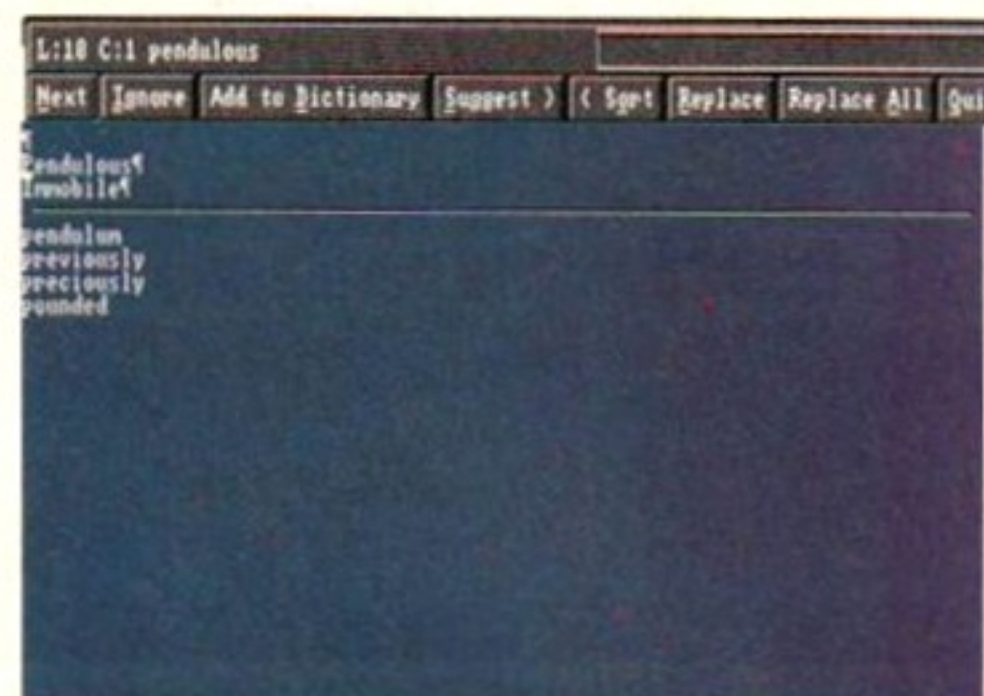 L:18 C:1 pendulous
Next Ignore Add to Dictionary Suggest > < Sort Replace Replace All Qui
¶
Pendulous¶
Immobile¶
pendulum
previously
preciously
pounded